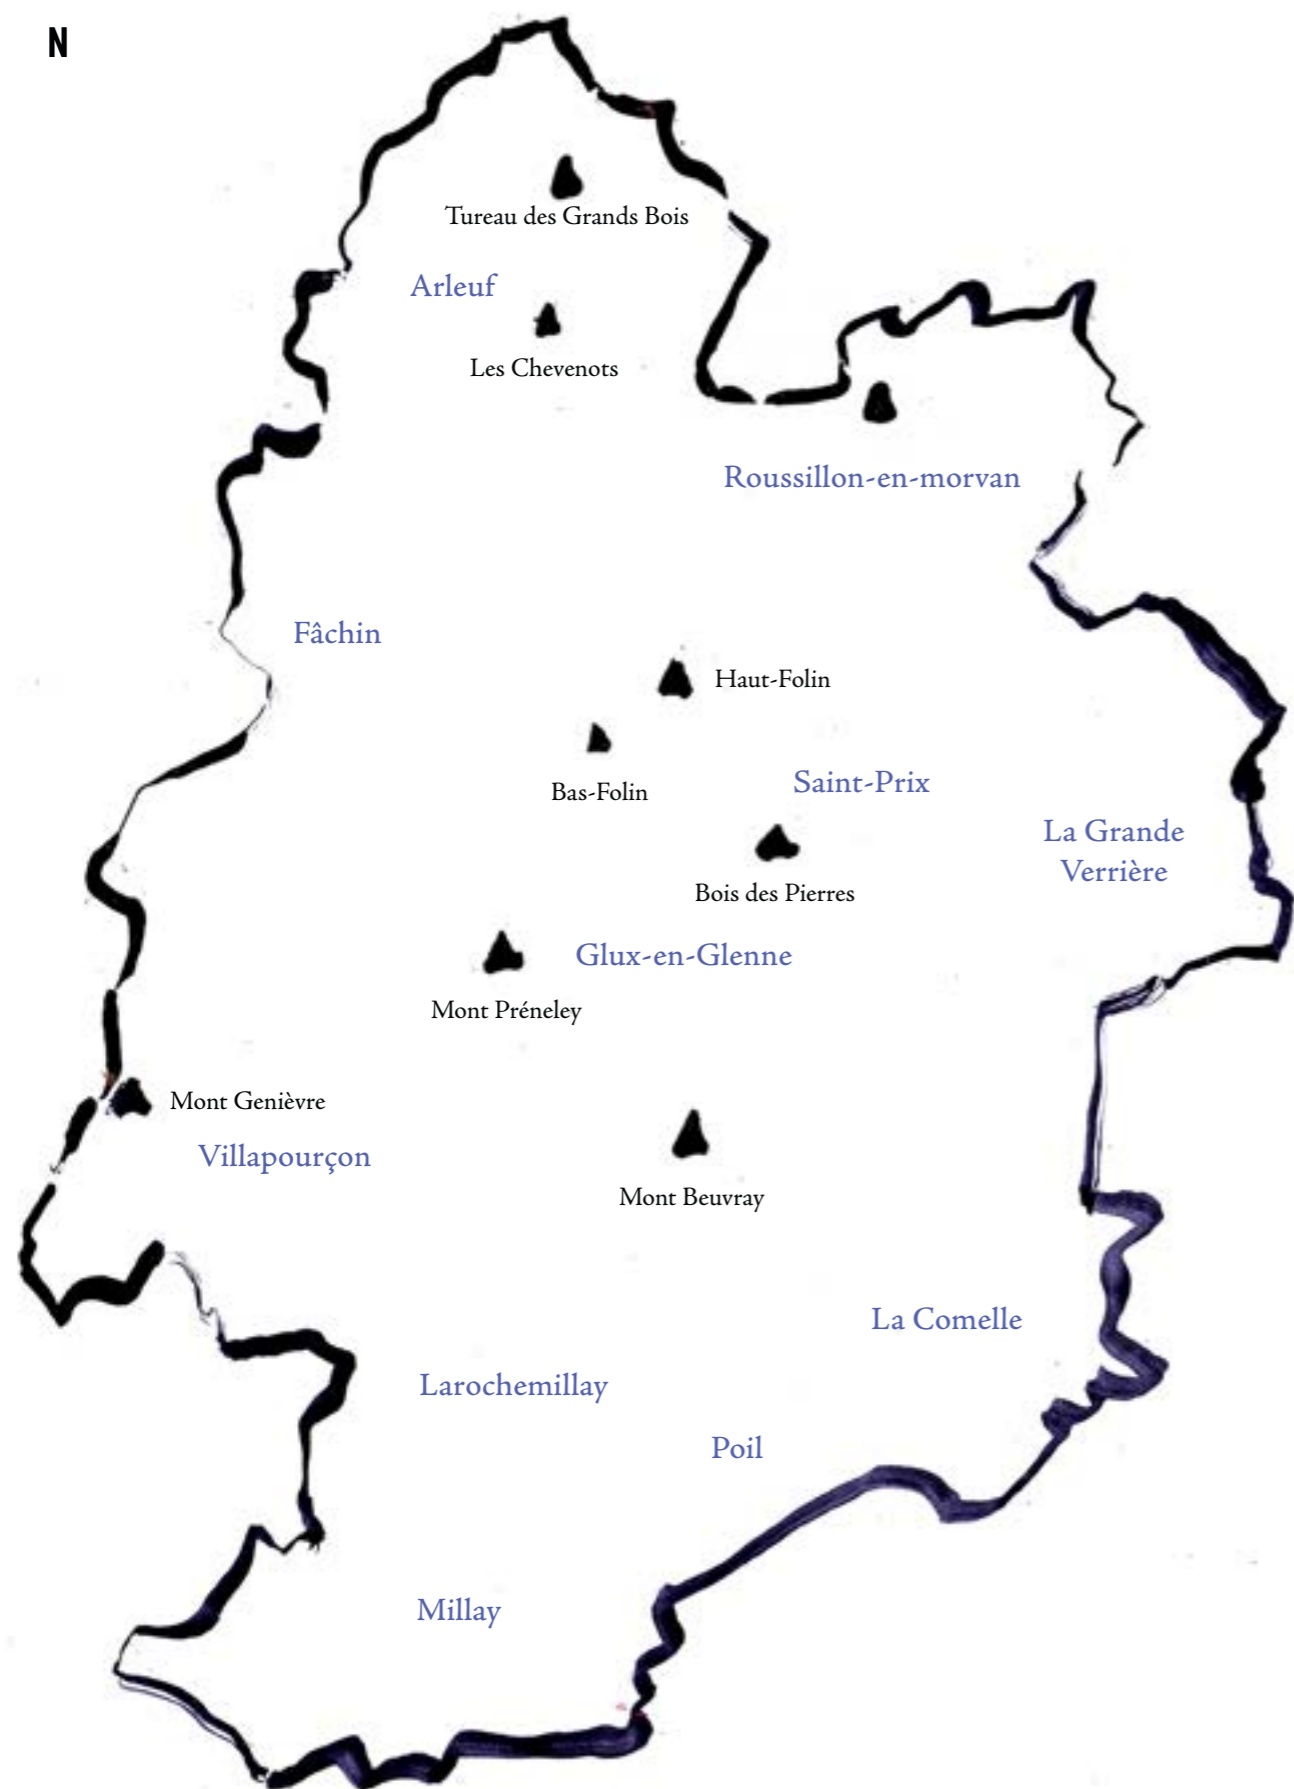 N
Tureau des Grands Bois
Arleuf
Les Chevenots
Roussillon-en-morvan
Fâchin
Haut-Folin
Bas-Folin
Saint-Prix
La Grande
Verrière
Bois des Pierres
Glux-en-Glenne
Mont Préneley
Mont Genièvre
Villapourçon
Mont Beuvray
La Comelle
Larochemillay
Poil
Millay